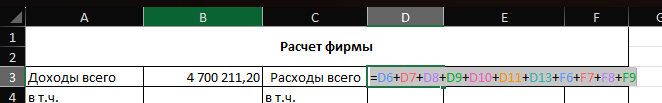 A B C D E F G
1
Расчет фирмы
2
3 Доходы всего 4 700 211,20 Расходы всего =D6+D7+D8+D9+D10+D11+D13+F6+F7+F8+F9
4 в т.ч. в т.ч.